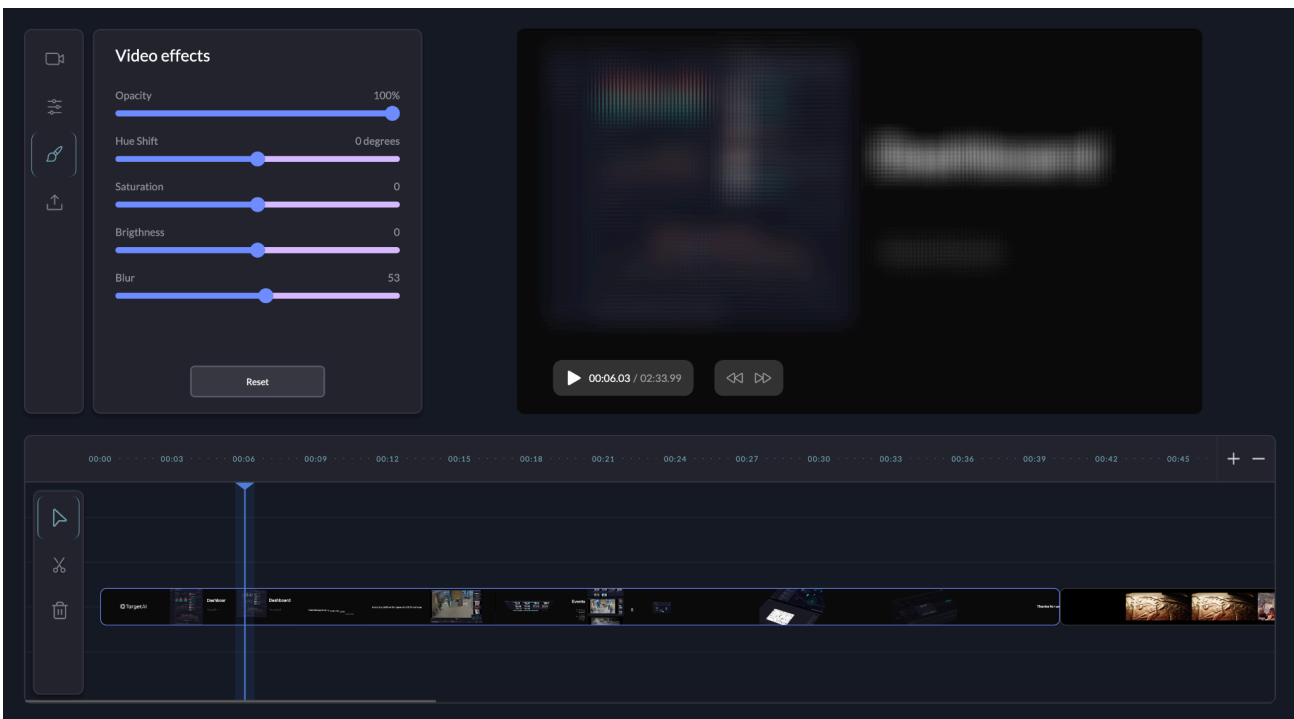 Video effects
Opacity 100%
Hue Shift 0 degrees
Saturation 0
Brigthness 0
Blur 53
Reset
00:06.03 / 02:33.99
00:00 00:03 00:06 00:09 00:12 00:15 00:18 00:21 00:24 00:27 00:30 00:33 00:36 00:39 00:42 00:45
TargetAI
Dashboar
Dashboard
Events